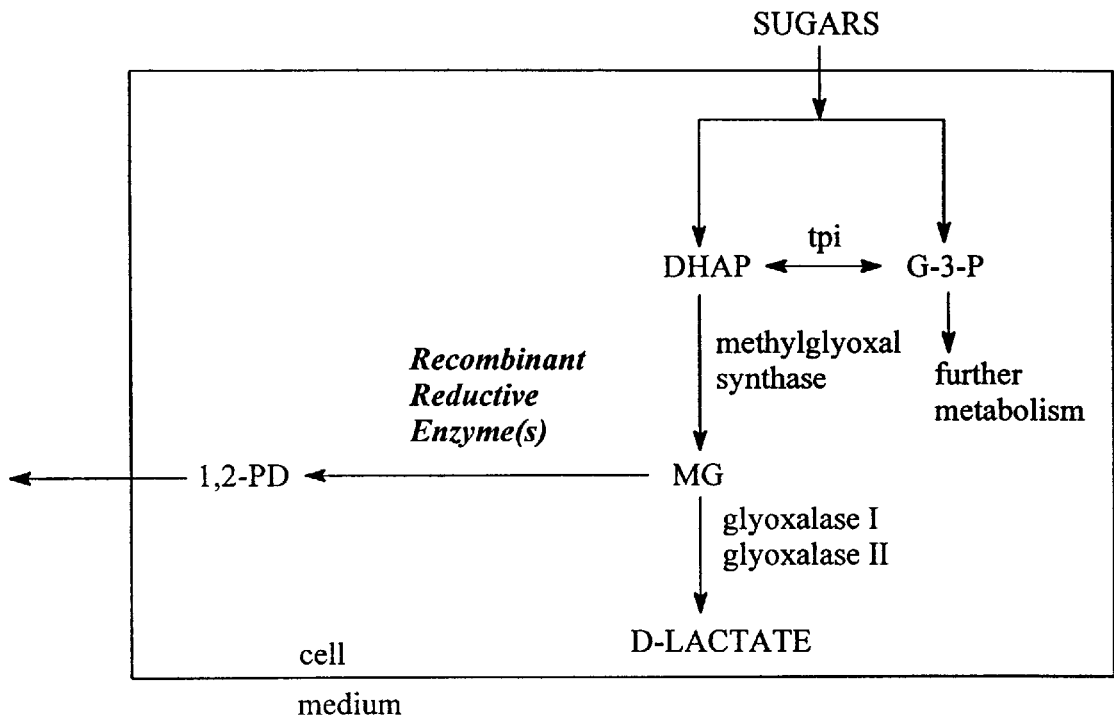 SUGARS
tpi
DHAP
G-3-P
methylglyoxal
synthase
further
metabolism
Recombinant
Reductive
Enzyme(s)
1,2-PD
MG
glyoxalase I
glyoxalase II
D-LACTATE
cell
medium